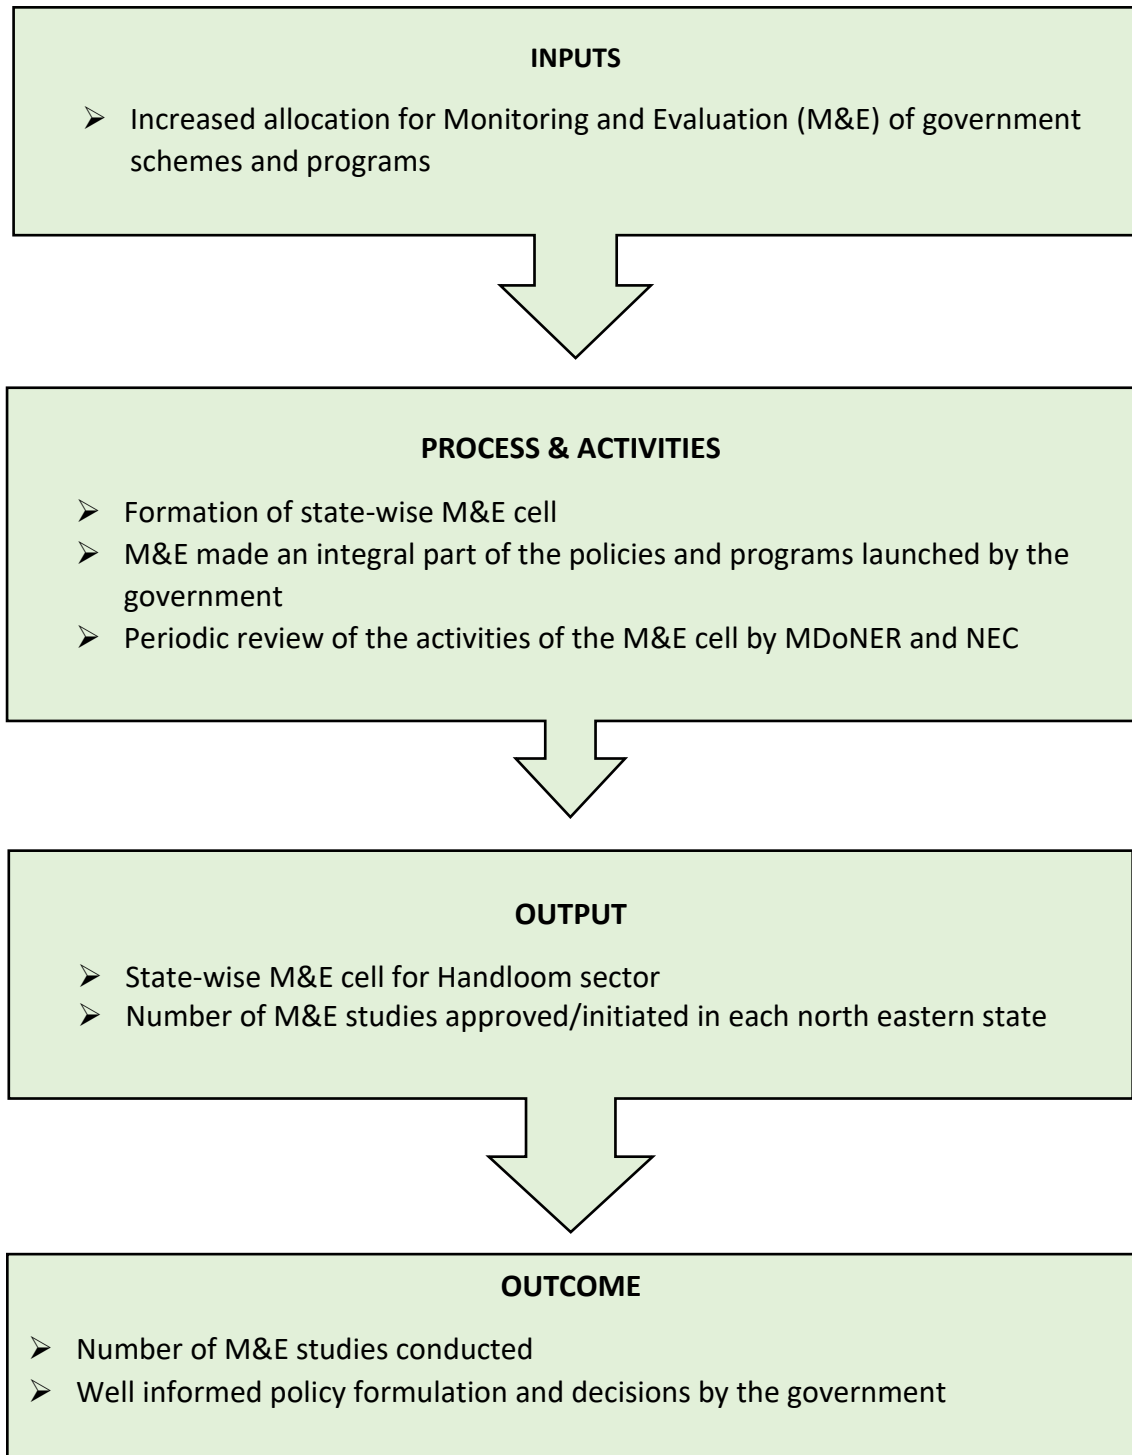 INPUTS
➢ Increased allocation for Monitoring and Evaluation (M&E) of government
schemes and programs
PROCESS & ACTIVITIES
➢ Formation of state-wise M&E cell
➢ M&E made an integral part of the policies and programs launched by the
government
➢ Periodic review of the activities of the M&E cell by MDoNER and NEC
OUTPUT
➢ State-wise M&E cell for Handloom sector
➢ Number of M&E studies approved/initiated in each north eastern state
OUTCOME
➢ Number of M&E studies conducted
➢ Well informed policy formulation and decisions by the government